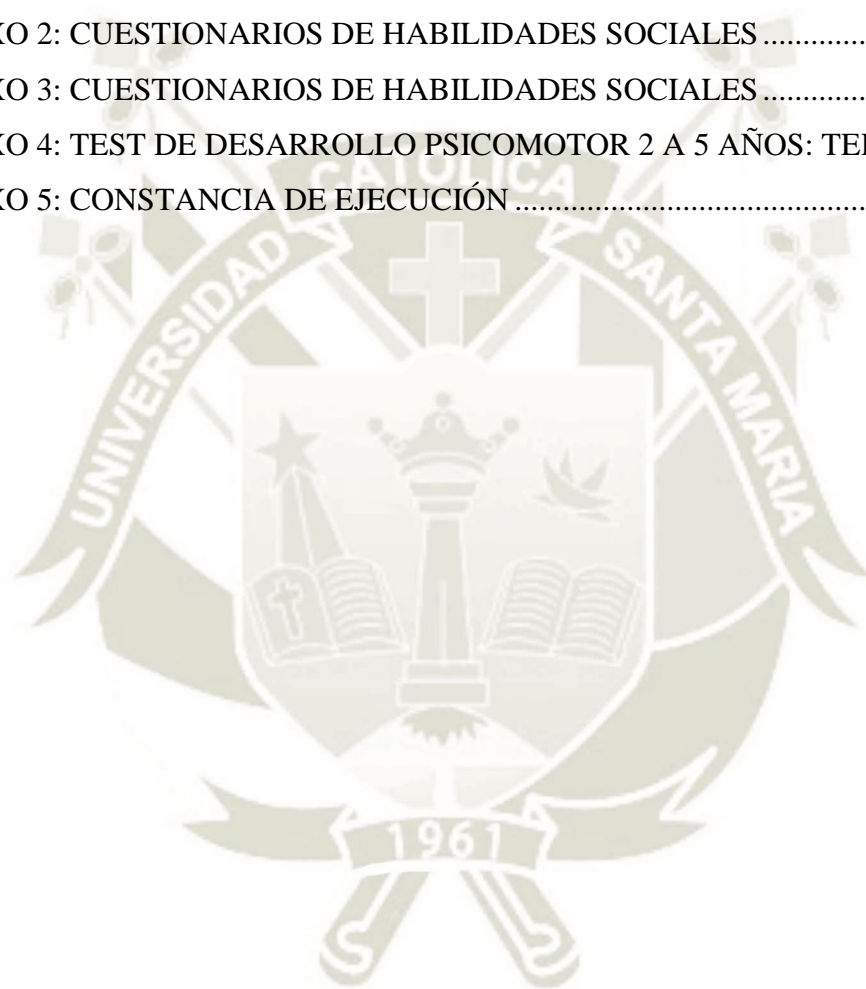 XO 2: CUESTIONARIOS DE HABILIDADES SOCIALES ..............
XO 3: CUESTIONARIOS DE HABILIDADES SOCIALES ..............
XO 4: TEST DE DESARROLLO PSICOMOTOR 2 A 5 AÑOS:
XO 5: CONSTANCIA DE EJECUCIÓN ..............................................
UNIVERSIDAD CATOLICA SANTA MARIA
1961